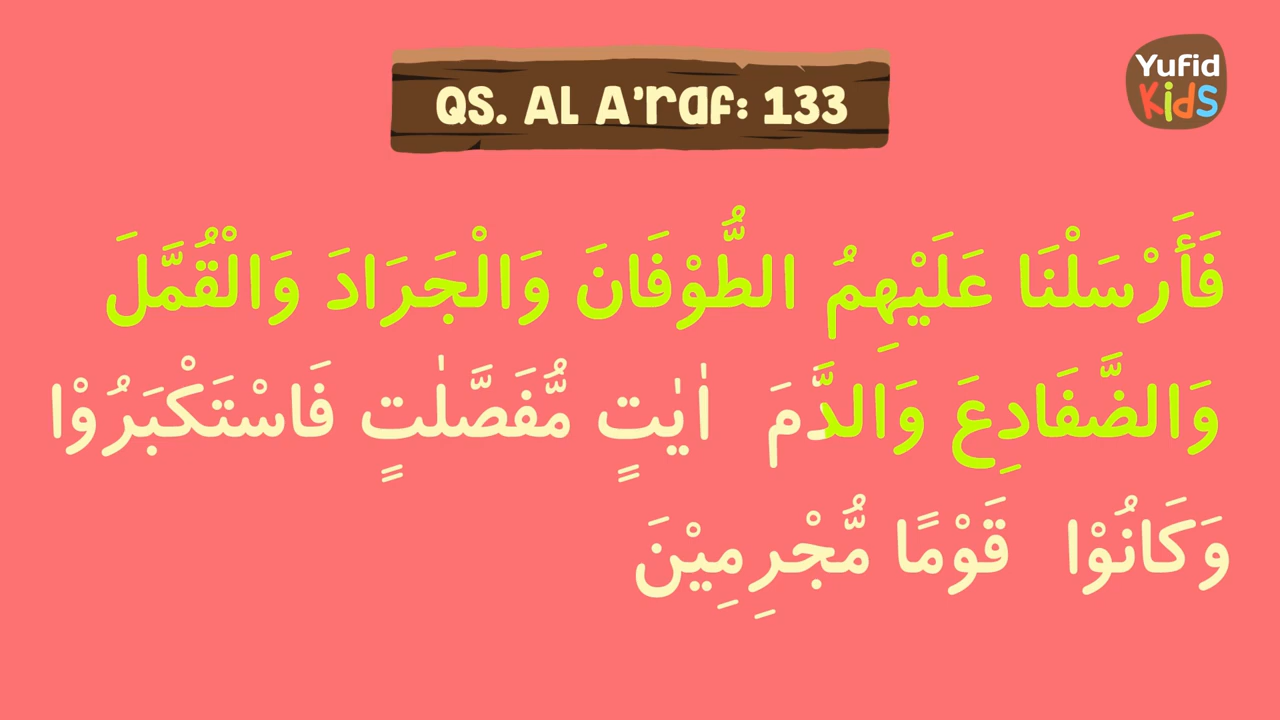 QS. AL A'raf: 133
Yufid
Kids
فَأَرْسَلْنَا عَلَيْهِمُ الطُّوْفَانَ وَالْجَرَادَ وَالْقُمَّلَ
وَالضَّفَادِعَ وَالدَّمَ اٰيٰتٍ مُّفَصَّلٰتٍ فَاسْتَكْبَرُوْا
وَكَانُوْا قَوْمًا مُّجْرِمِيْنَ